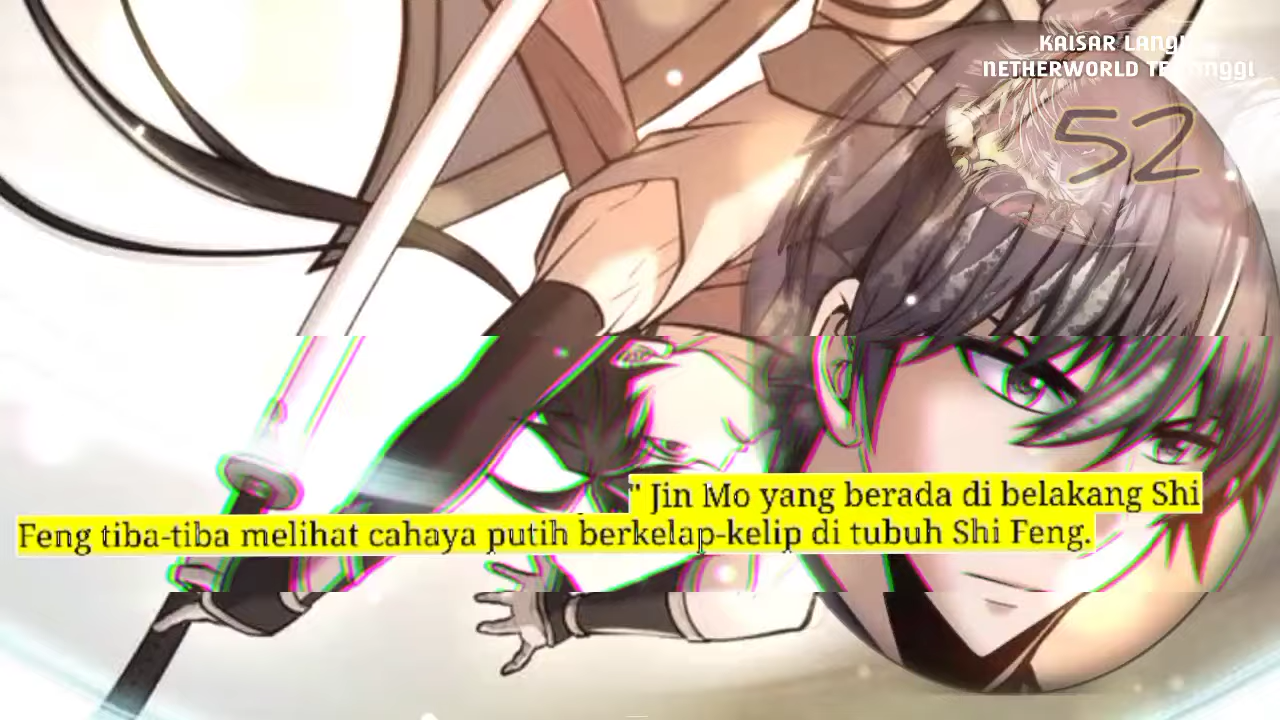 KAISAR LANGI
NETHERWORLD TERTINGGI
52
" Jin Mo yang berada di belakang Shi
Feng tiba-tiba melihat cahaya putih berkelap-kelip di tubuh Shi Feng.